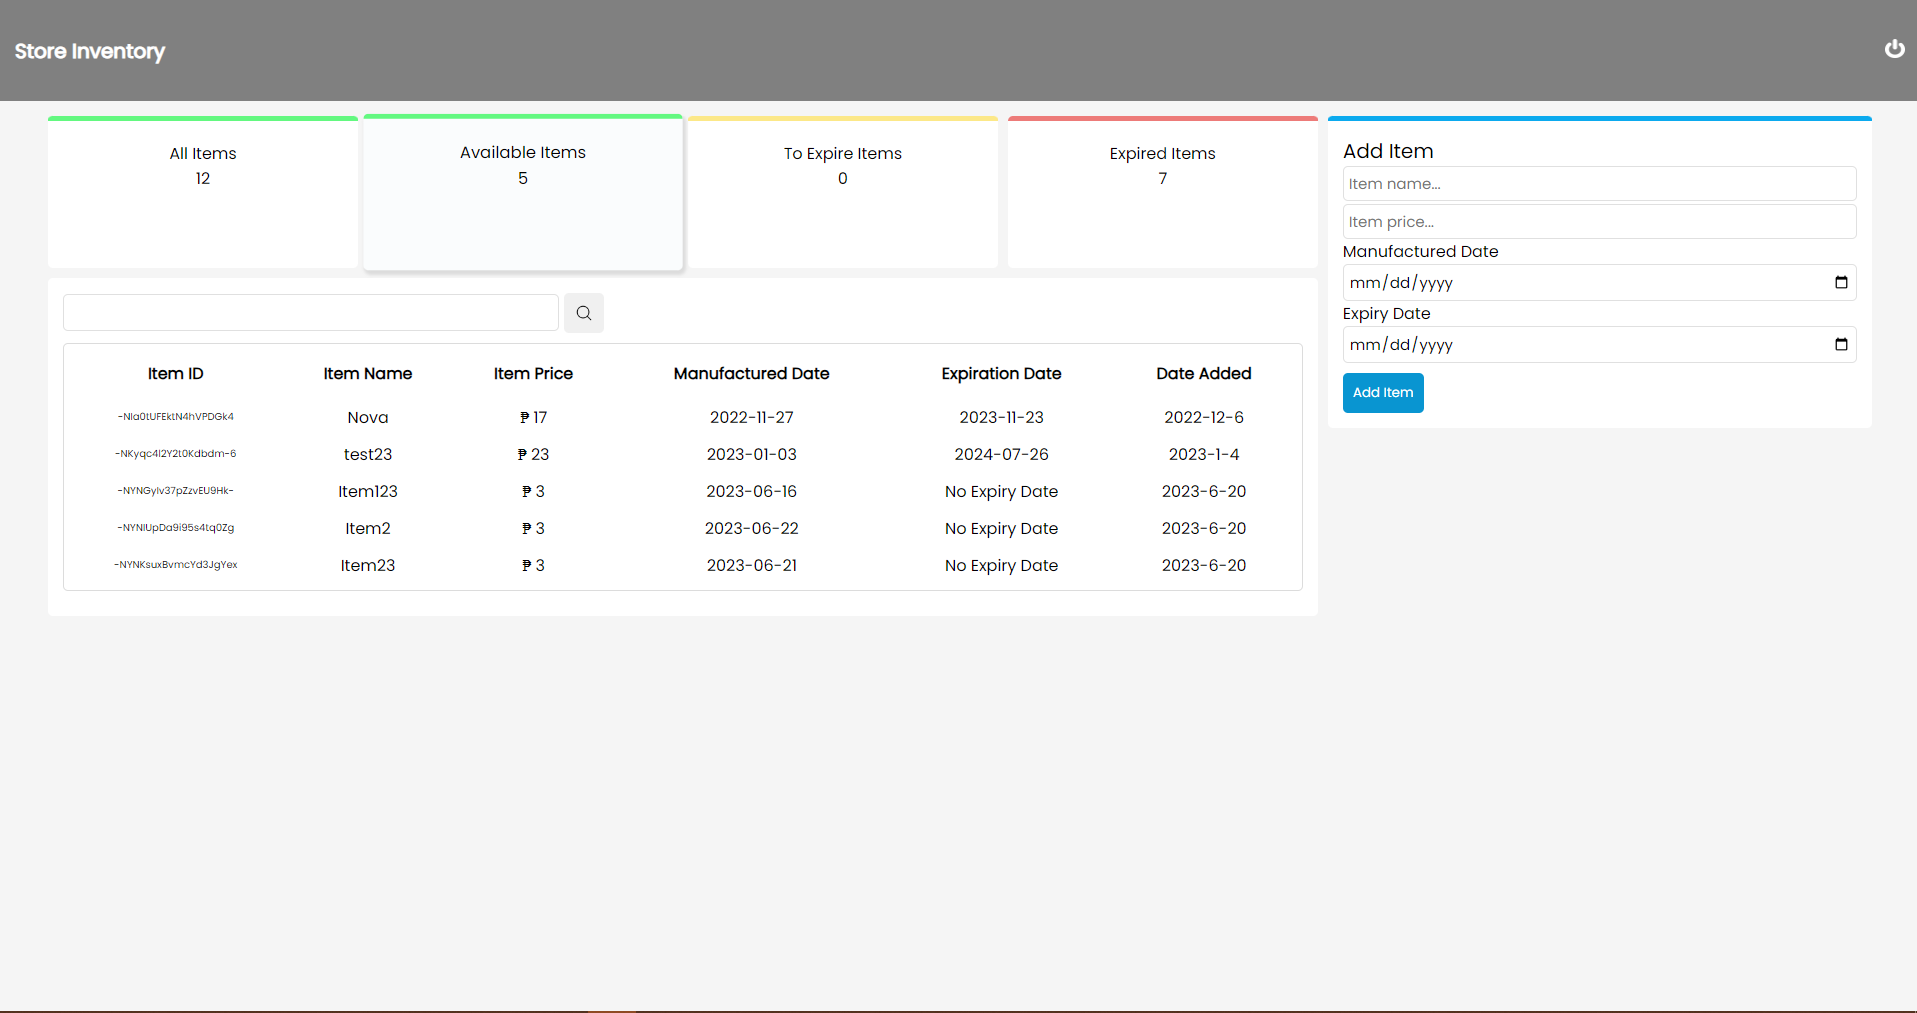 Store Inventory
All Items
12
Available Items
5
To Expire Items
0
Expired Items
7
Add Item
Item name...
Item price...
Manufactured Date
mm/dd/yyyy
Expiry Date
mm/dd/yyyy
Add Item
Item ID Item Name Item Price Manufactured Date Expiration Date Date Added
-NIa0tUFEktN4hVPDGk4 Nova ₱ 17 2022-11-27 2023-11-23 2022-12-6
-NKyqc4I2Y2t0Kdbdm-6 test23 ₱ 23 2023-01-03 2024-07-26 2023-1-4
-NYNGylv37pZzvEU9Hk- Item123 ₱ 3 2023-06-16 No Expiry Date 2023-6-20
-NYNIUpDa9i95s4tq0Zg Item2 ₱ 3 2023-06-22 No Expiry Date 2023-6-20
-NYNKsuxBvmcYd3JgYex Item23 ₱ 3 2023-06-21 No Expiry Date 2023-6-20